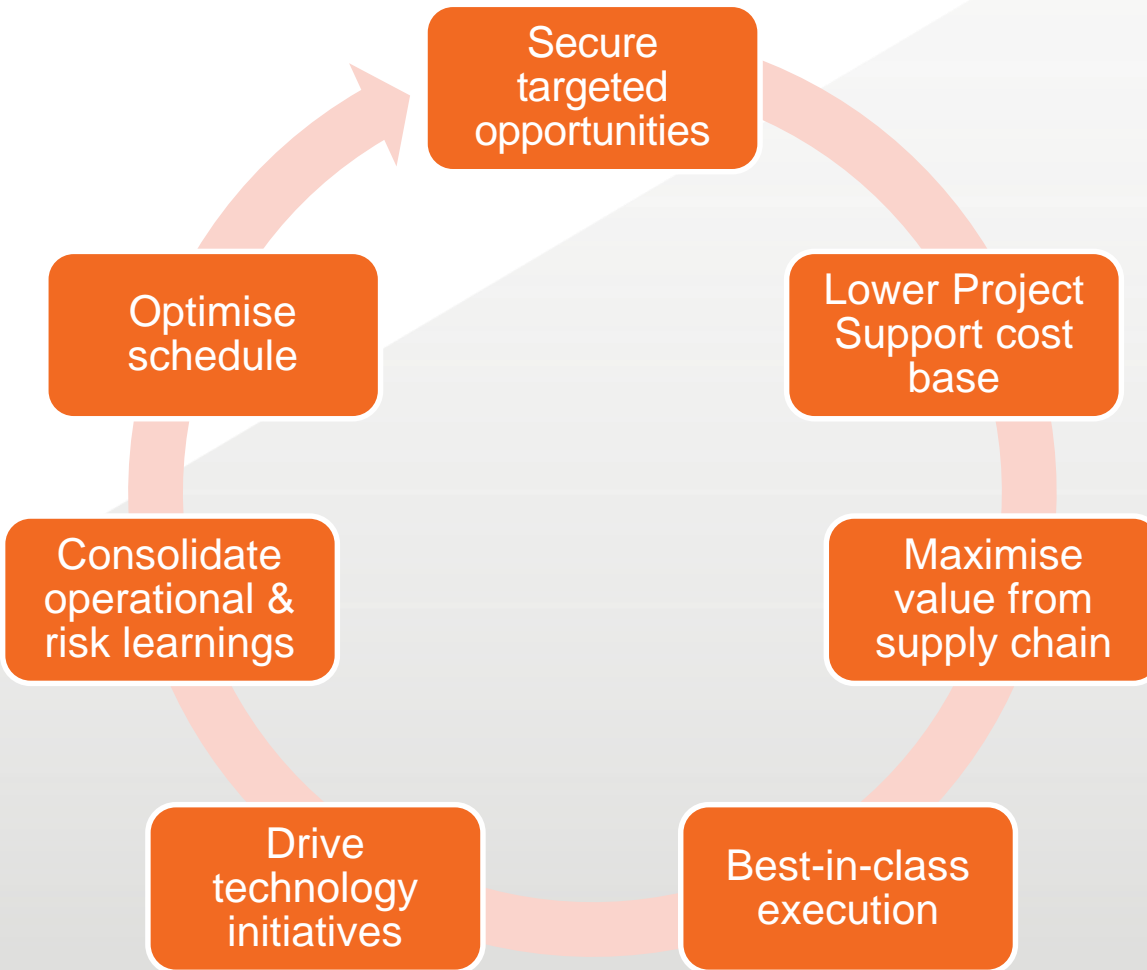 Secure
targeted
opportunities
Lower Project
Support cost
base
Maximise
value from
supply chain
Best-in-class
execution
Drive
technology
initiatives
Consolidate
operational &
risk learnings
Optimise
schedule